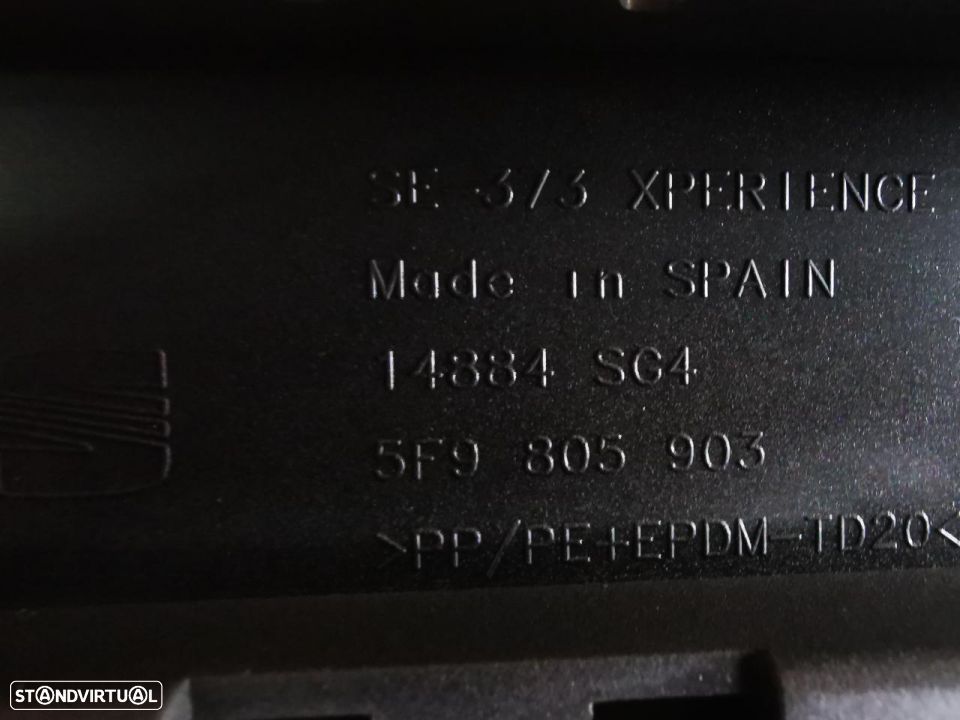 SE-373 XPERIENCE
Made in SPAIN
14884 SG4
5F9 805 903
>PP/PE+EPDM-TD20<
STANDVIRTUAL